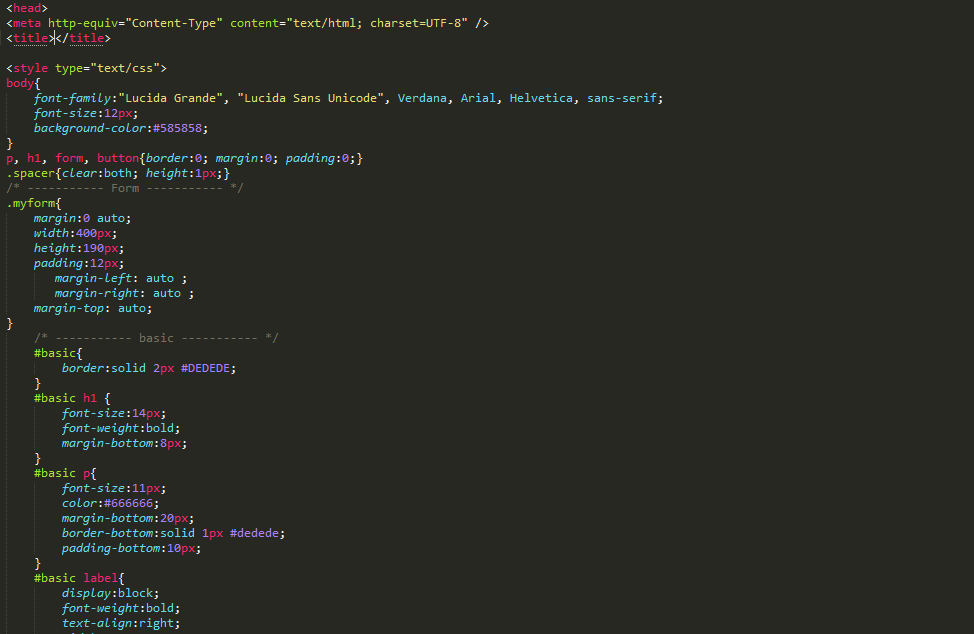 <head>
<meta http-equiv="Content-Type" content="text/html; charset=UTF-8" />
<title></title>
<style type="text/css">
body{
font-family:"Lucida Grande", "Lucida Sans Unicode", Verdana, Arial, Helvetica, sans-serif;
font-size:12px;
background-color:#585858;
}
p, h1, form, button{border:0; margin:0; padding:0;}
.spacer{clear:both; height:1px;}
/* ----------- Form ----------- */
.myform{
margin:0 auto;
width:400px;
height:190px;
padding:12px;
margin-left: auto ;
margin-right: auto ;
margin-top: auto;
}
/* ----------- basic ----------- */
#basic{
border:solid 2px #DEDEDE;
}
#basic h1 {
font-size:14px;
font-weight:bold;
margin-bottom:8px;
}
#basic p{
font-size:11px;
color:#666666;
margin-bottom:20px;
border-bottom:solid 1px #dedede;
padding-bottom:10px;
}
#basic label{
display:block;
font-weight:bold;
text-align:right;